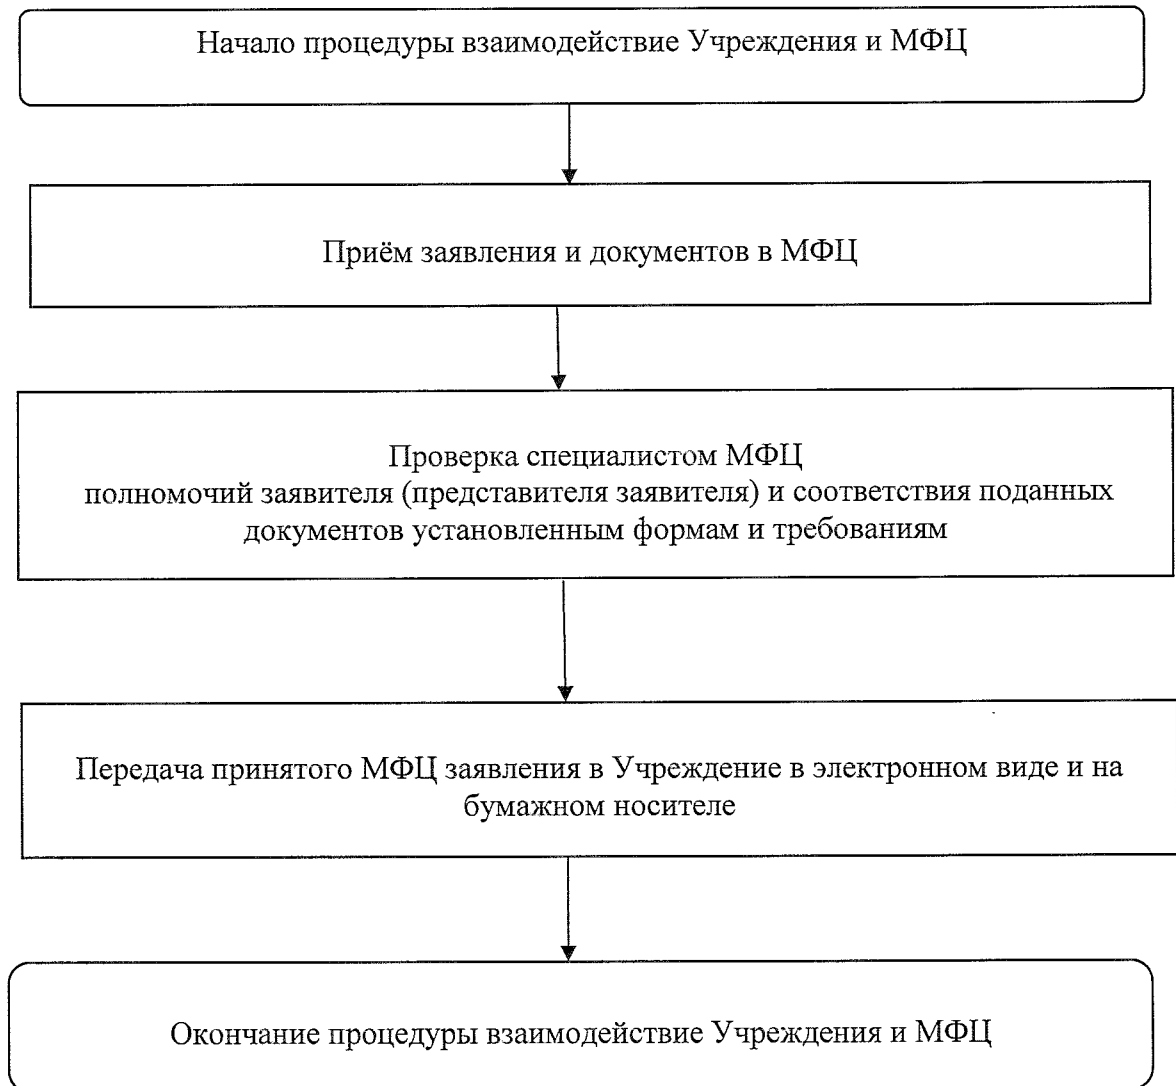 Начало процедуры взаимодействие Учреждения и МФЦ
Приём заявления и документов в МФЦ
Проверка специалистом МФЦ
полномочий заявителя (представителя заявителя) и соответствия поданных
документов установленным формам и требованиям
Передача принятого МФЦ заявления в Учреждение в электронном виде и на
бумажном носителе
Окончание процедуры взаимодействие Учреждения и МФЦ